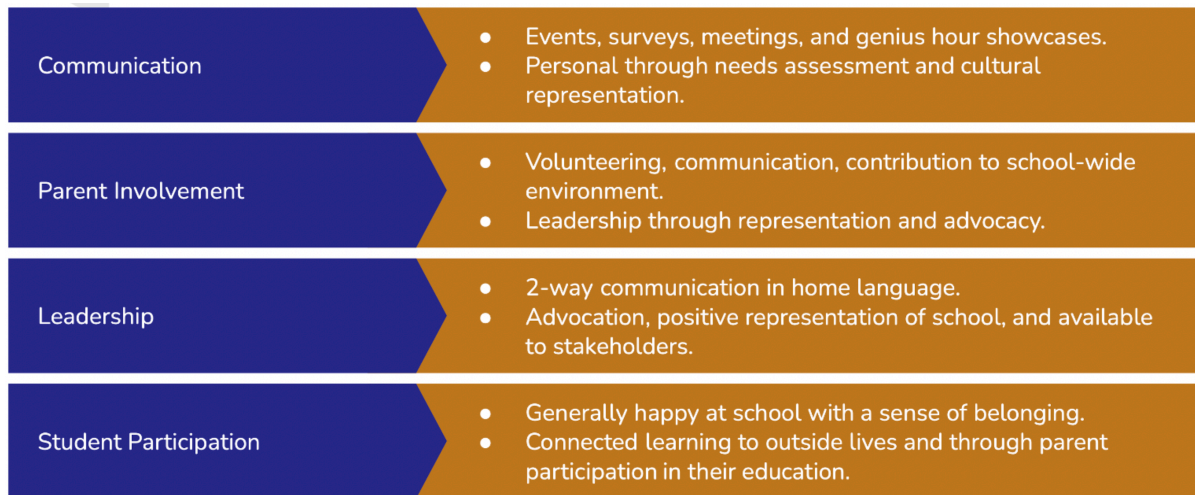 Communication
● Events, surveys, meetings, and genius hour showcases.
● Personal through needs assessment and cultural
representation.
Parent Involvement
● Volunteering, communication, contribution to school-wide
environment.
● Leadership through representation and advocacy.
Leadership
● 2-way communication in home language.
● Advocation, positive representation of school, and available
to stakeholders.
Student Participation
● Generally happy at school with a sense of belonging.
● Connected learning to outside lives and through parent
participation in their education.